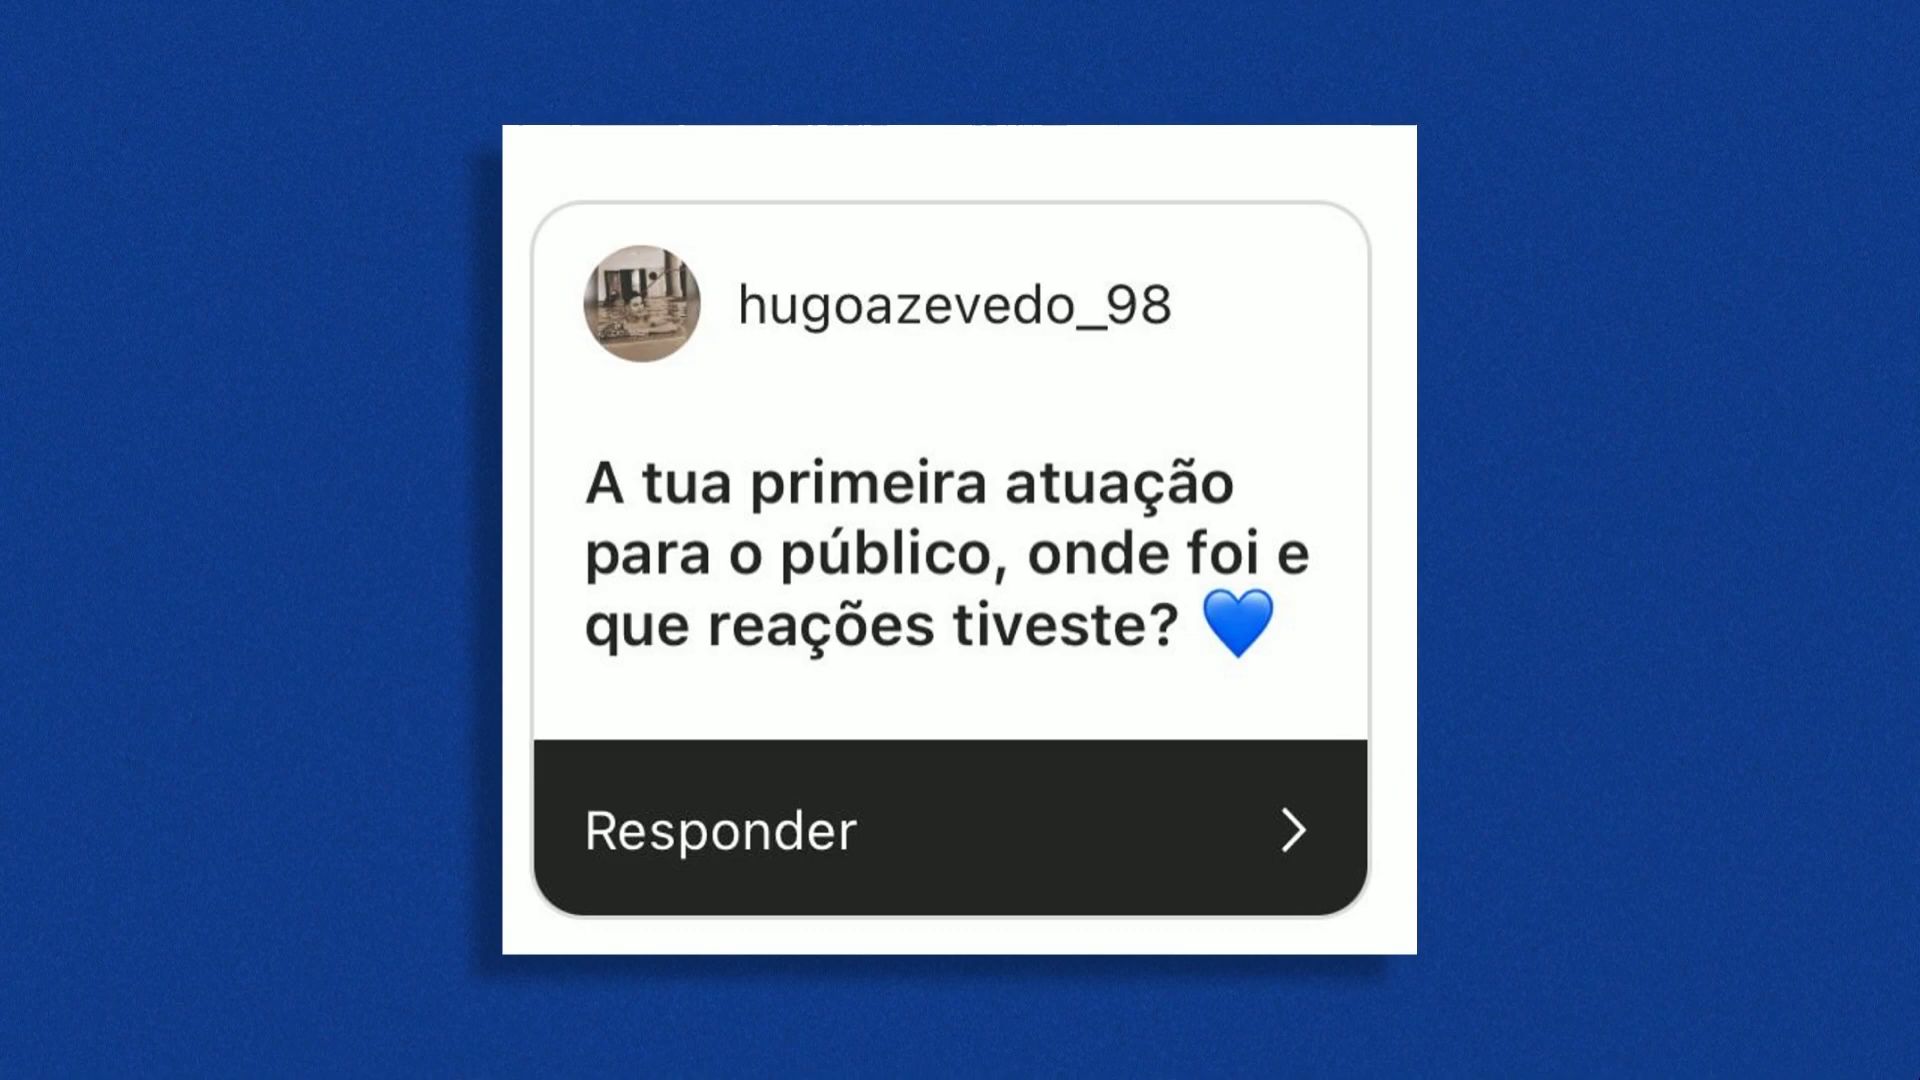 hugoazevedo_98
A tua primeira atuação
para o público, onde foi e
que reações tiveste? 💙
Responder